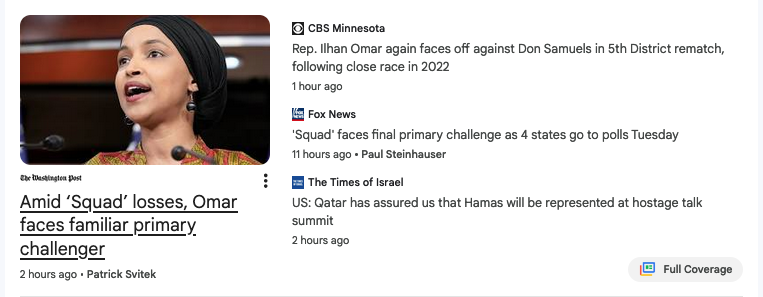 The Washington Post
Amid ‘Squad’ losses, Omar
faces familiar primary
challenger
2 hours ago • Patrick Svitek
CBS Minnesota
Rep. Ilhan Omar again faces off against Don Samuels in 5th District rematch,
following close race in 2022
1 hour ago
Fox News
'Squad' faces final primary challenge as 4 states go to polls Tuesday
11 hours ago • Paul Steinhauser
The Times of Israel
US: Qatar has assured us that Hamas will be represented at hostage talk
summit
2 hours ago
Full Coverage